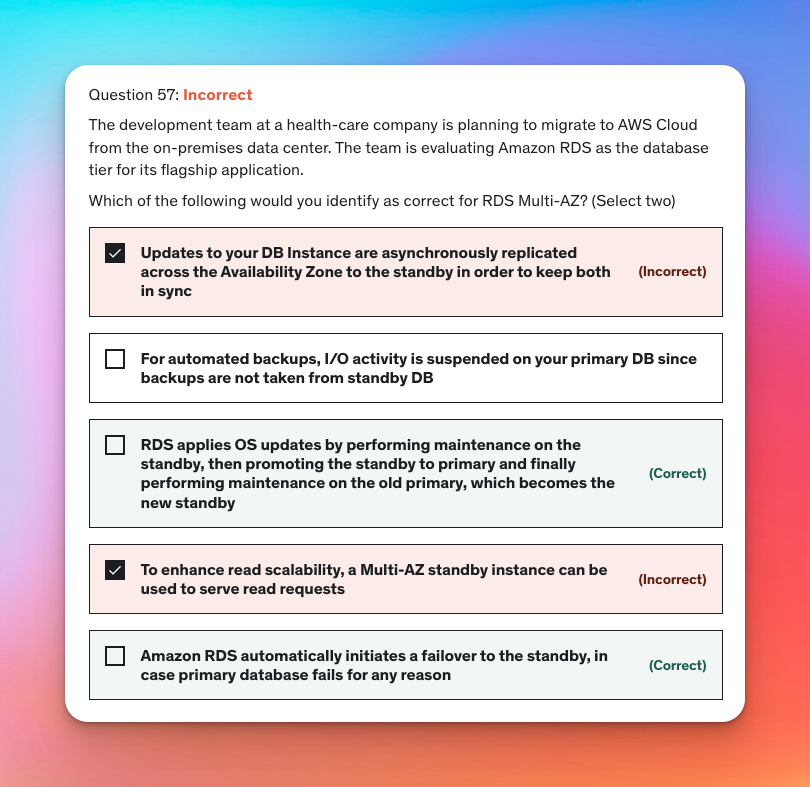 Question 57: Incorrect
The development team at a health-care company is planning to migrate to AWS Cloud
from the on-premises data center. The team is evaluating Amazon RDS as the database
tier for its flagship application.
Which of the following would you identify as correct for RDS Multi-AZ? (Select two)
Updates to your DB Instance are asynchronously replicated
across the Availability Zone to the standby in order to keep both
in sync
(Incorrect)
For automated backups, I/O activity is suspended on your primary DB since
backups are not taken from standby DB
RDS applies OS updates by performing maintenance on the
standby, then promoting the standby to primary and finally
performing maintenance on the old primary, which becomes the
new standby
(Correct)
To enhance read scalability, a Multi-AZ standby instance can be
used to serve read requests
(Incorrect)
Amazon RDS automatically initiates a failover to the standby, in
case primary database fails for any reason
(Correct)